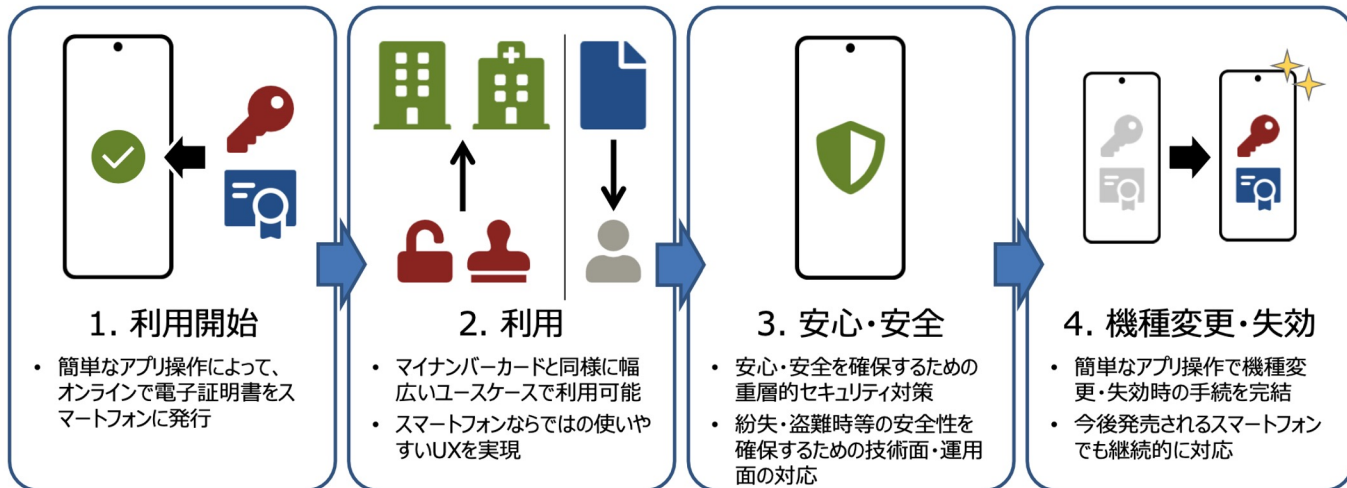 1. 利用開始
• 簡単なアプリ操作によって、
オンラインで電子証明書をス
マートフォンに発行
2. 利用
• マイナンバーカードと同様に幅
広いユースケースで利用可能
• スマートフォンならではの使いや
すいUXを実現
3. 安心・安全
• 安心・安全を確保するための
重層的セキュリティ対策
• 紛失・盗難時等の安全性を
確保するための技術面・運用
面の対応
4. 機種変更・失効
• 簡単なアプリ操作で機種変
更・失効時の手続を完結
• 今後発売されるスマートフォン
でも継続的に対応